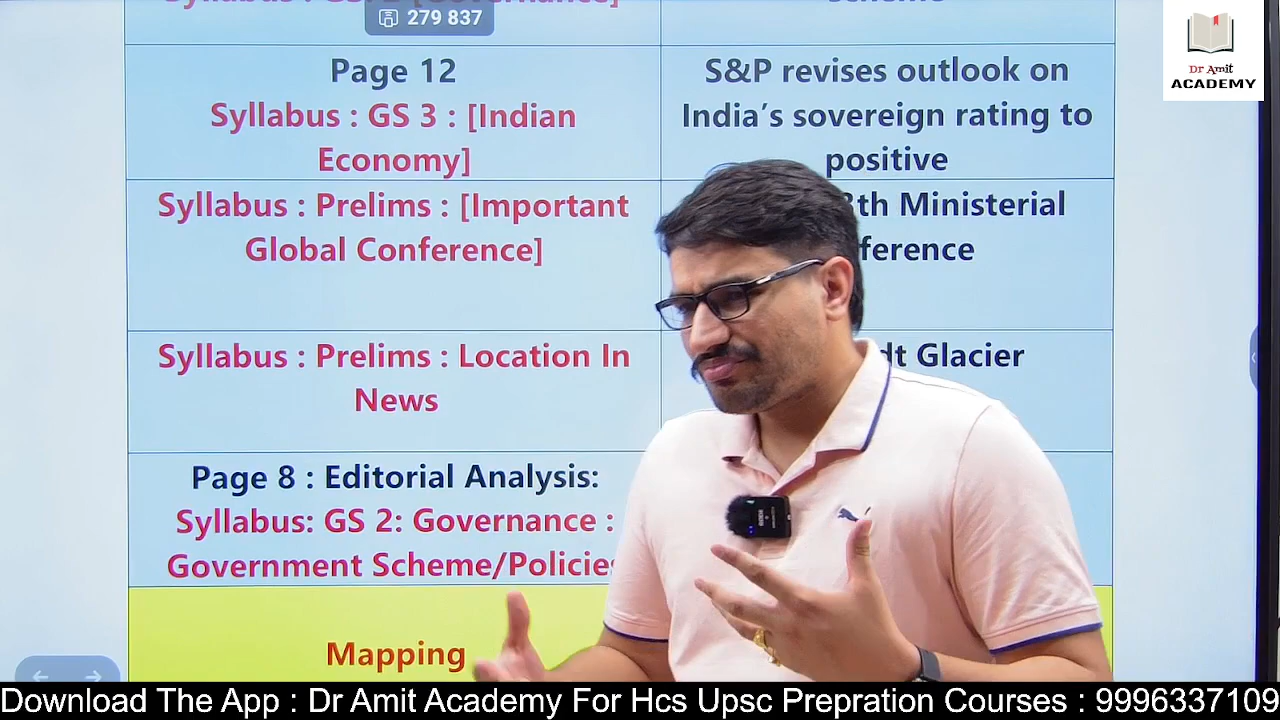 279 837
Page 12
Syllabus : GS 3 : [Indian
Economy]
S&P revises outlook on
India's sovereign rating to
positive
Syllabus : Prelims : [Important
Global Conference]
th Ministerial
ference
Syllabus : Prelims : Location In
News
dt Glacier
Page 8 : Editorial Analysis:
Syllabus: GS 2: Governance :
Government Scheme/Policies
Mapping
Dr Amit
ACADEMY
Download The App : Dr Amit Academy For Hcs Upsc Prepration Courses : 9996337109